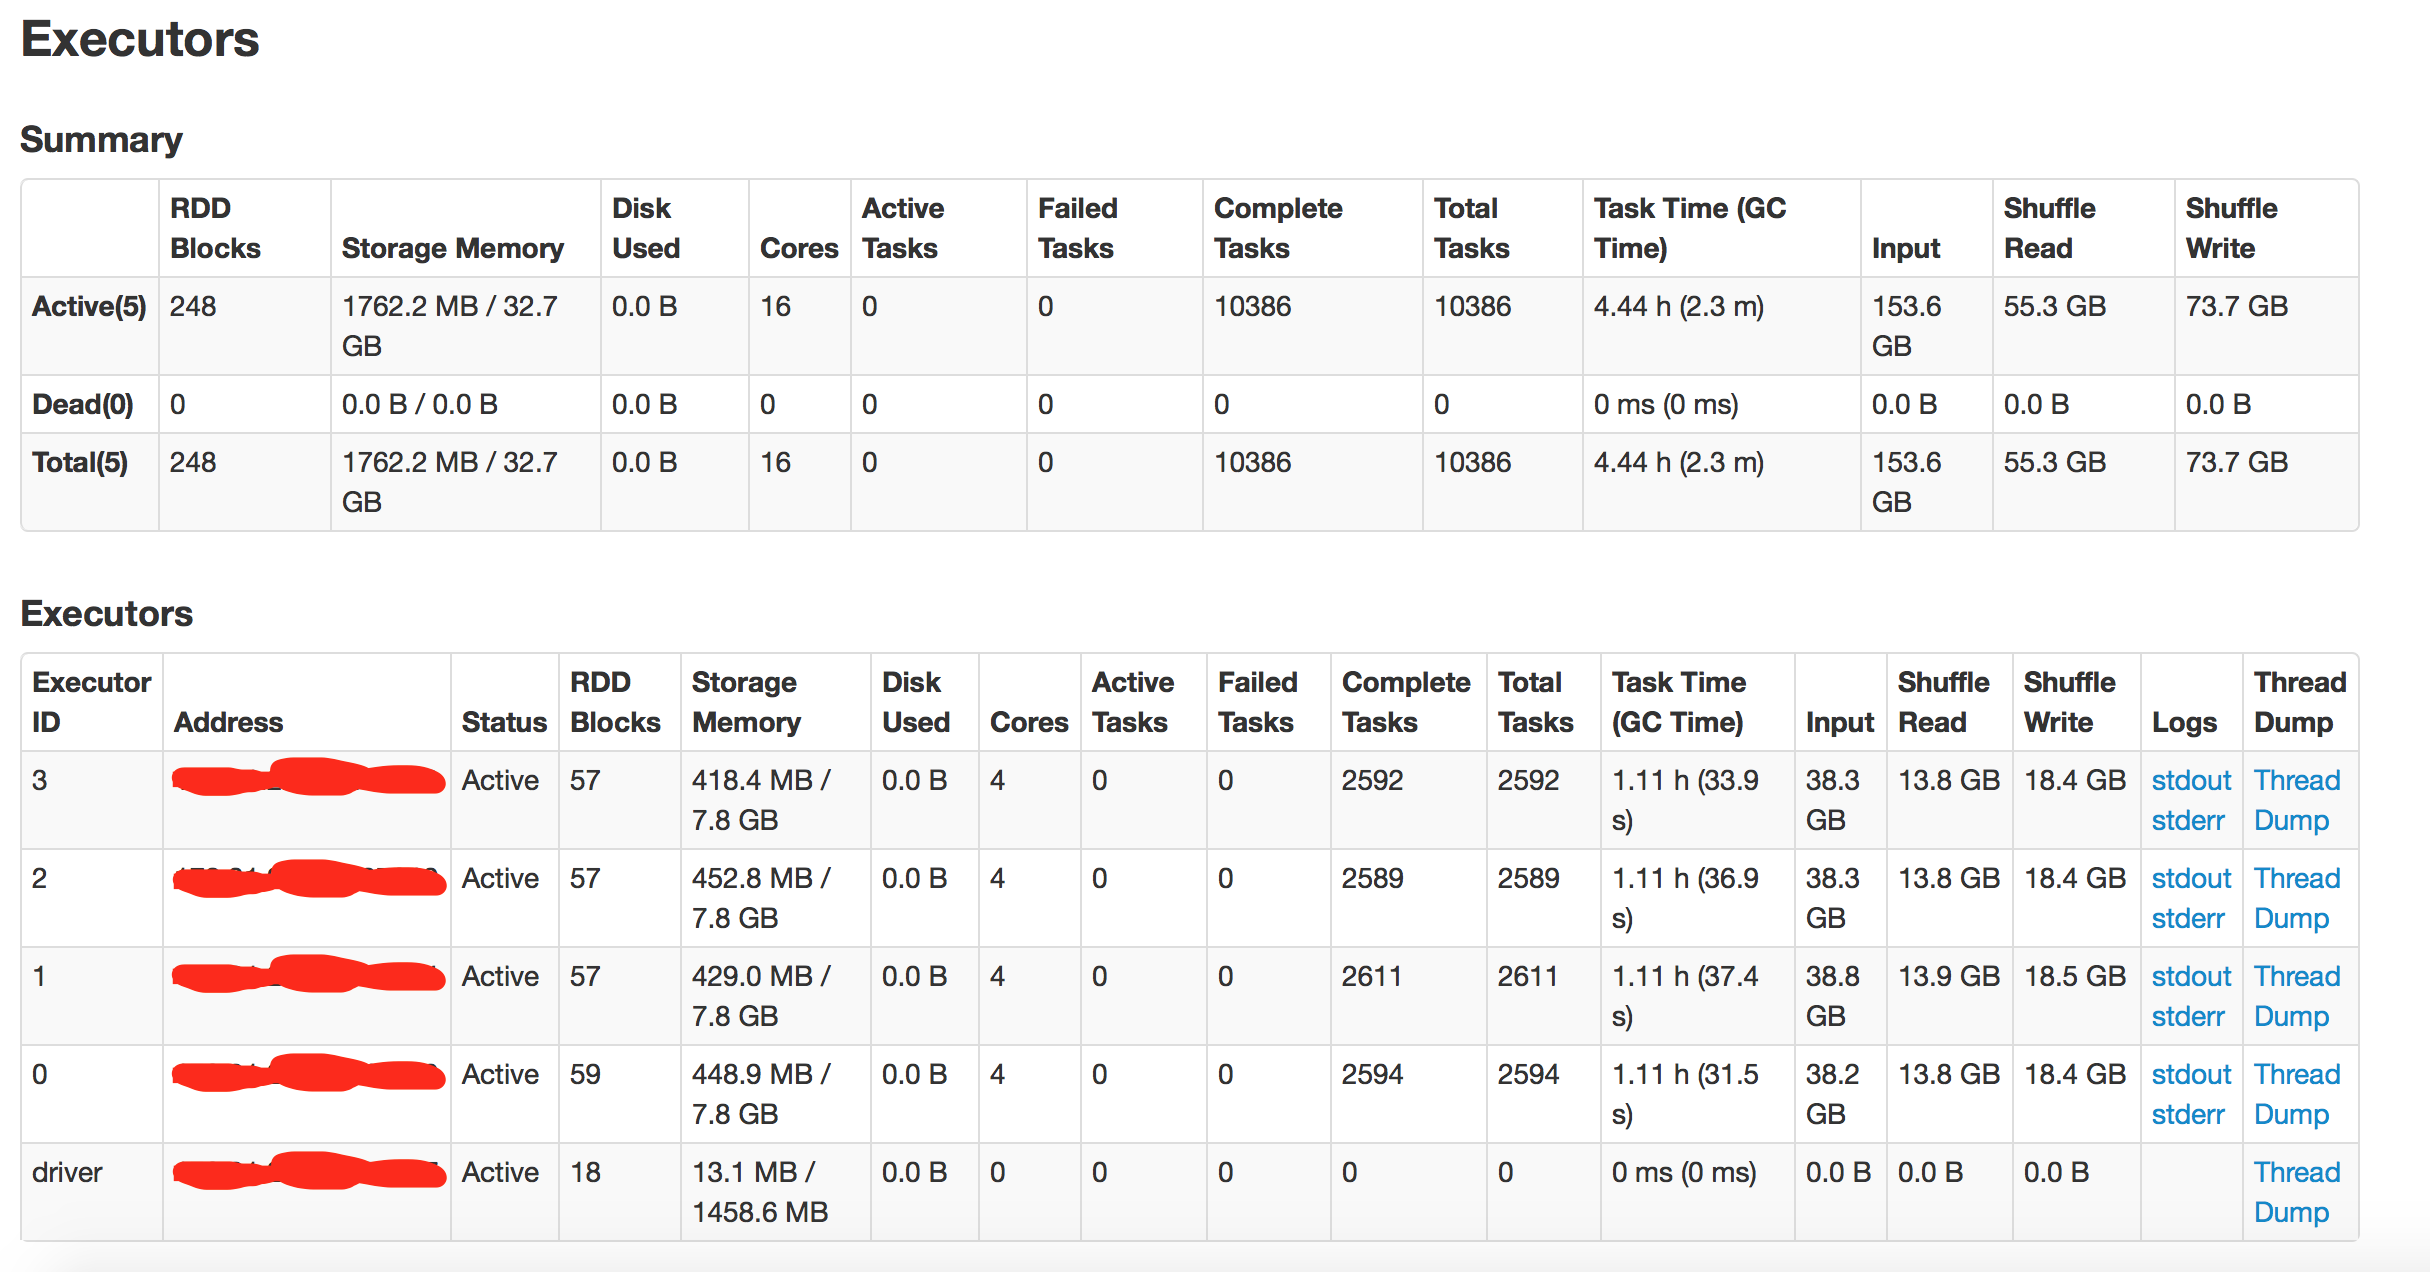 Executors
Summary
RDD Blocks Storage Memory Disk Used Cores Active Tasks Failed Tasks Complete Tasks Total Tasks Task Time (GC Time) Input Shuffle Read Shuffle Write
Active(5) 248 1762.2 MB / 32.7 GB 0.0 B 16 0 0 10386 10386 4.44 h (2.3 m) 153.6 GB 55.3 GB 73.7 GB
Dead(0) 0 0.0 B / 0.0 B 0.0 B 0 0 0 0 0 0 ms (0 ms) 0.0 B 0.0 B 0.0 B
Total(5) 248 1762.2 MB / 32.7 GB 0.0 B 16 0 0 10386 10386 4.44 h (2.3 m) 153.6 GB 55.3 GB 73.7 GB
Executors
Executor ID Address Status RDD Blocks Storage Memory Disk Used Cores Active Tasks Failed Tasks Complete Tasks Total Tasks Task Time (GC Time) Input Shuffle Read Shuffle Write Logs Thread Dump
3 Active 57 418.4 MB / 7.8 GB 0.0 B 4 0 0 2592 2592 1.11 h (33.9 s) 38.3 GB 13.8 GB 18.4 GB stdout stderr Thread Dump
2 Active 57 452.8 MB / 7.8 GB 0.0 B 4 0 0 2589 2589 1.11 h (36.9 s) 38.3 GB 13.8 GB 18.4 GB stdout stderr Thread Dump
1 Active 57 429.0 MB / 7.8 GB 0.0 B 4 0 0 2611 2611 1.11 h (37.4 s) 38.8 GB 13.9 GB 18.5 GB stdout stderr Thread Dump
0 Active 59 448.9 MB / 7.8 GB 0.0 B 4 0 0 2594 2594 1.11 h (31.5 s) 38.2 GB 13.8 GB 18.4 GB stdout stderr Thread Dump
driver Active 18 13.1 MB / 1458.6 MB 0.0 B 0 0 0 0 0 0 ms (0 ms) 0.0 B 0.0 B 0.0 B Thread Dump